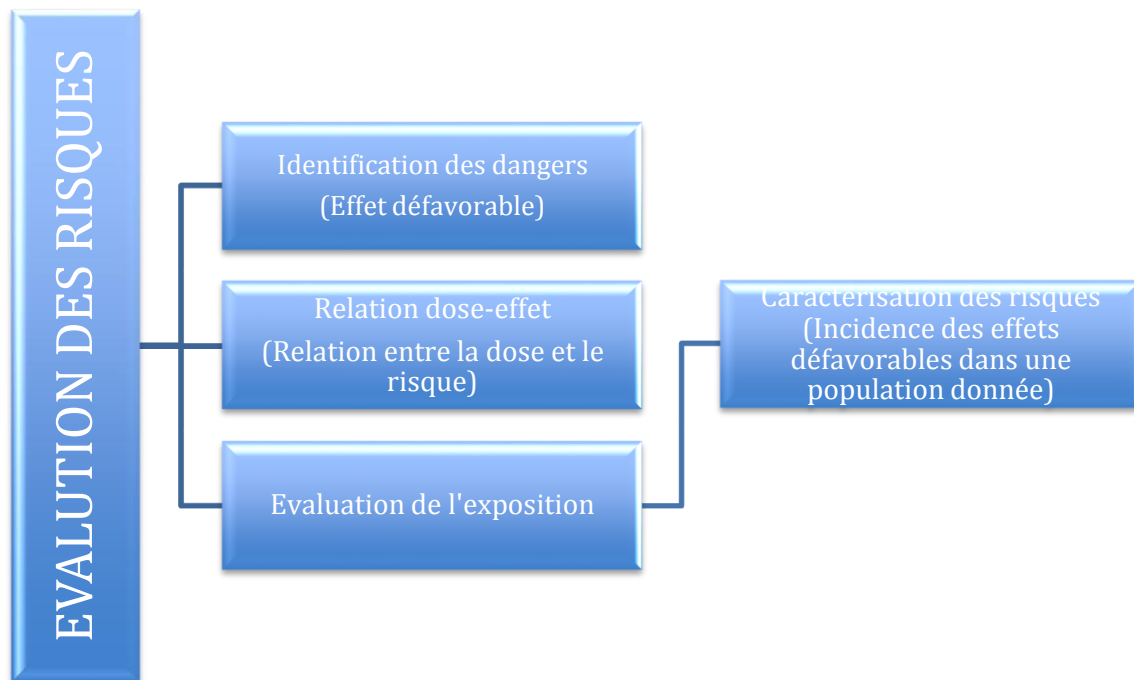 EVALUTION DES RISQUES
Identification des dangers
(Effet défavorable)
Relation dose-effet
(Relation entre la dose et le
risque)
Evaluation de l'exposition
Caractérisation des risques
(Incidence des effets
défavorables dans une
population donnée)